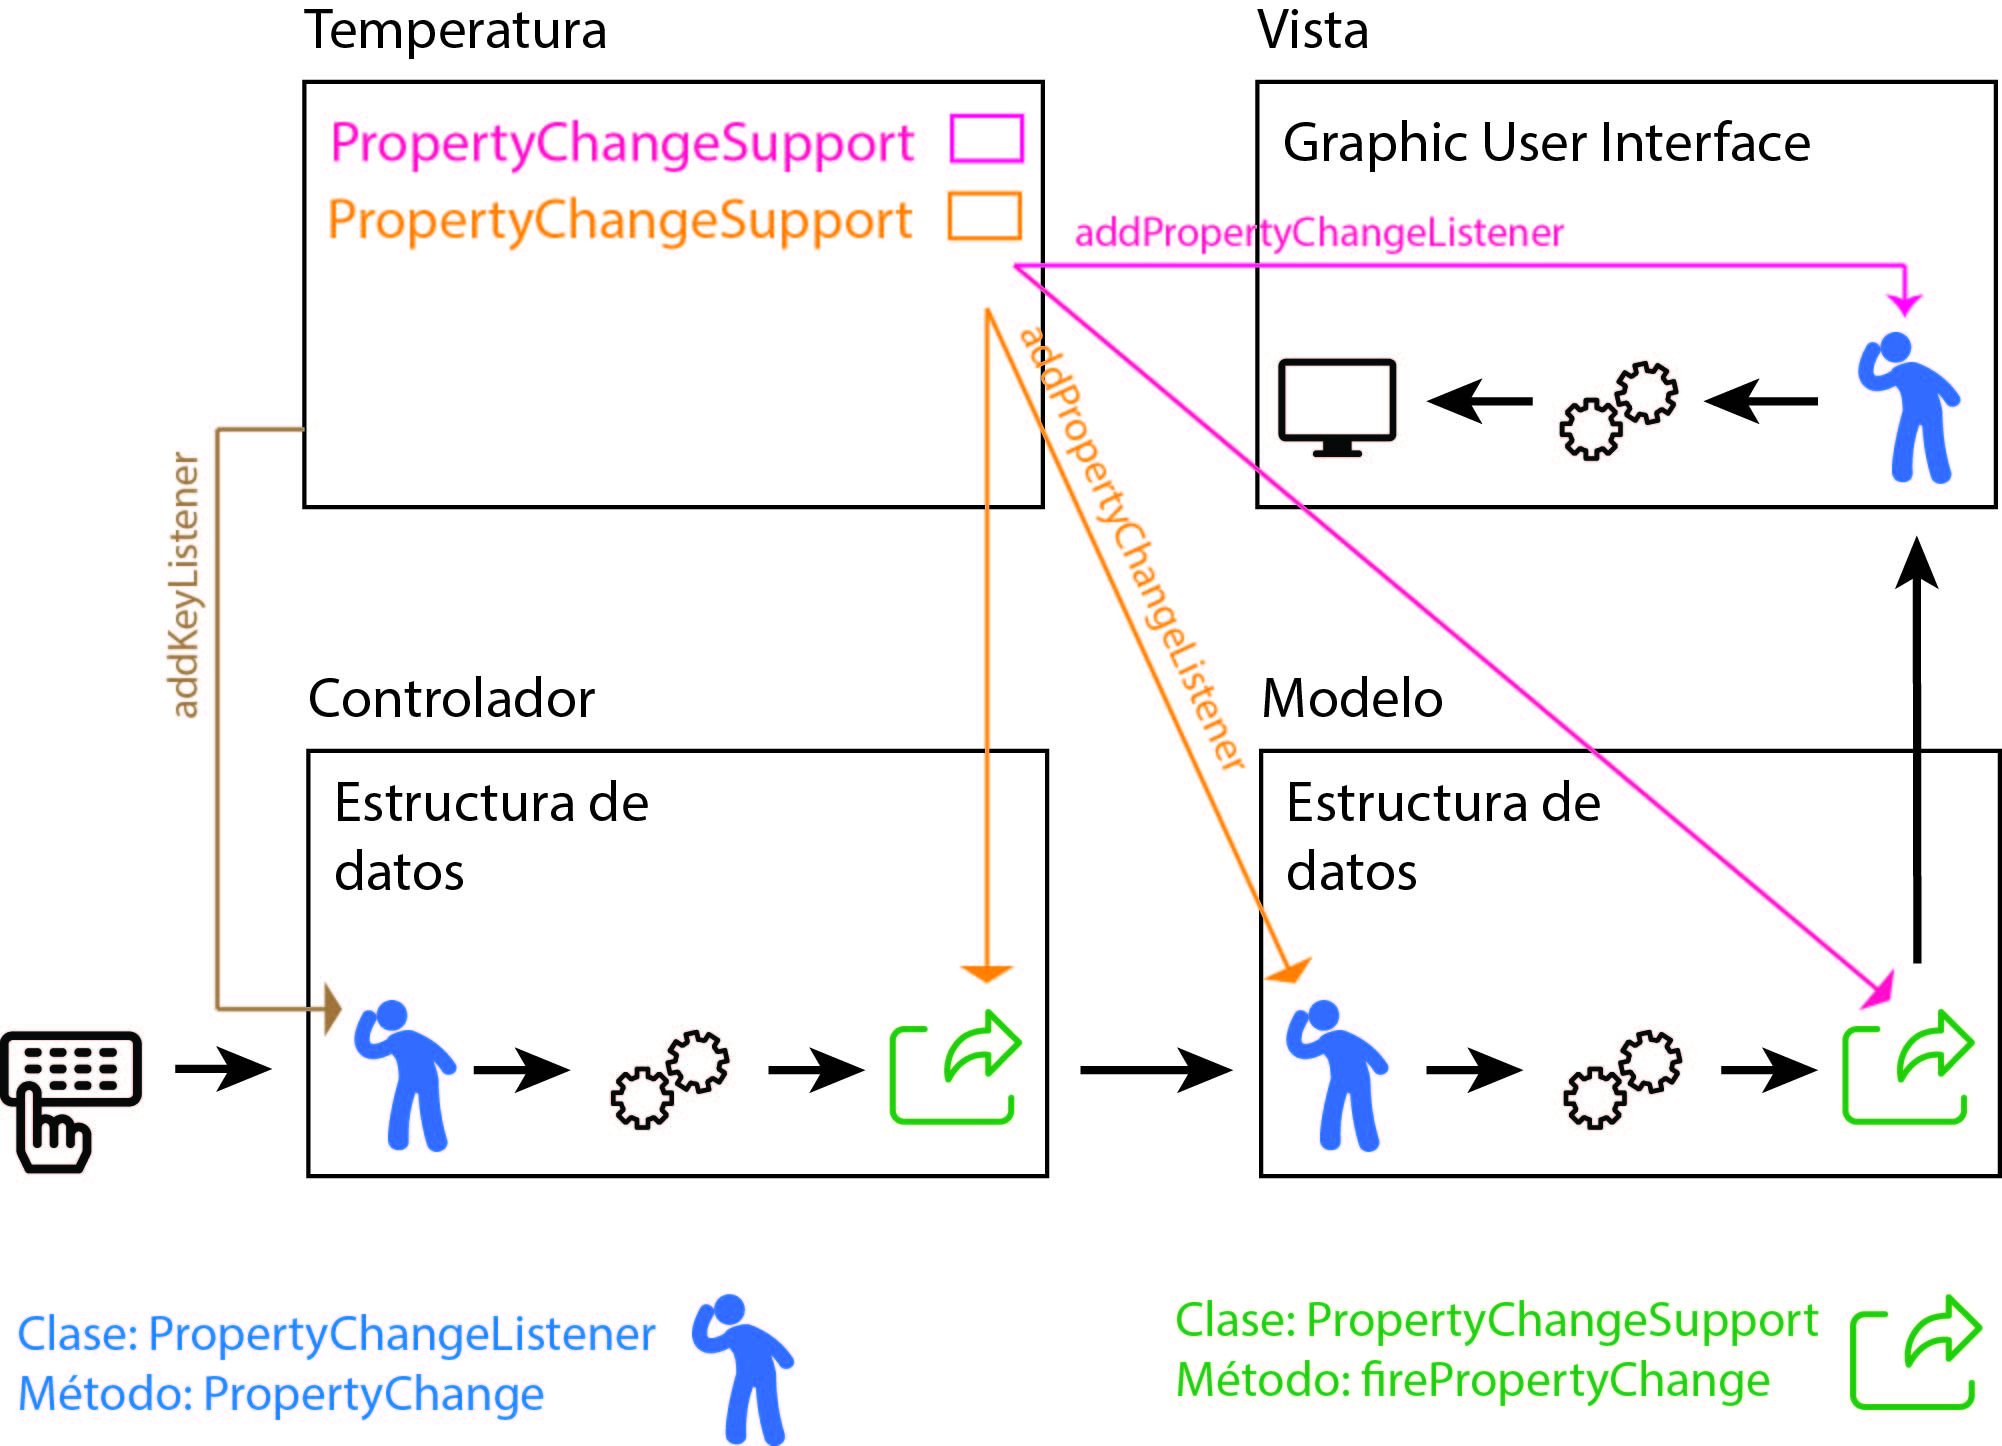 Temperatura
PropertyChangeSupport
PropertyChangeSupport
Vista
Graphic User Interface
addPropertyChangeListener
addPropertyChangeListener
addKeyListener
Controlador
Estructura de
datos
Modelo
Estructura de
datos
Clase: PropertyChangeListener
Método: PropertyChange
Clase: PropertyChangeSupport
Método: firePropertyChange